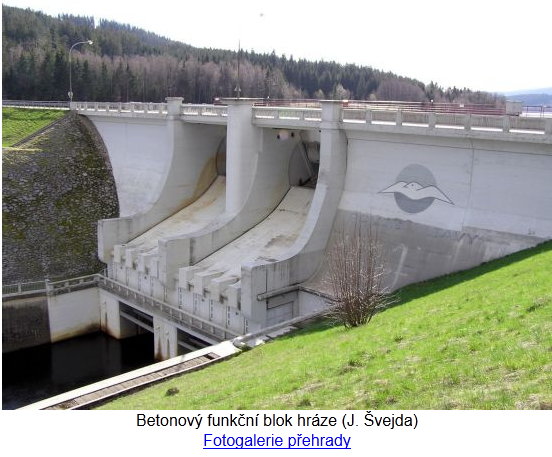 Betonový funkční blok hráze (J. Švejda)
Fotogalerie přehrady